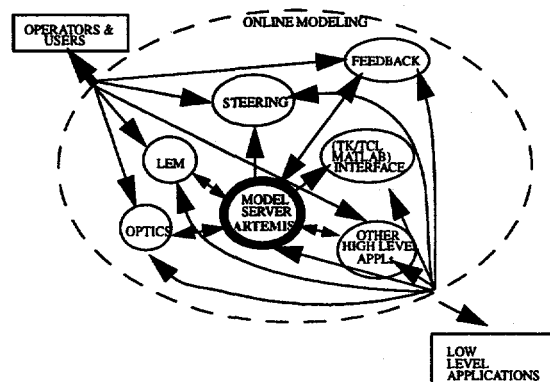 OPERATORS &
USERS
ONLINE MODELING
FEEDBACK
STEERING
(TK/TCL
MATLAB)
INTERFACE
LEM
MODEL
SERVER
ARTEMIS
OPTICS
OTHER
HIGH LEVEL
APPLs
LOW
LEVEL
APPLICATIONS